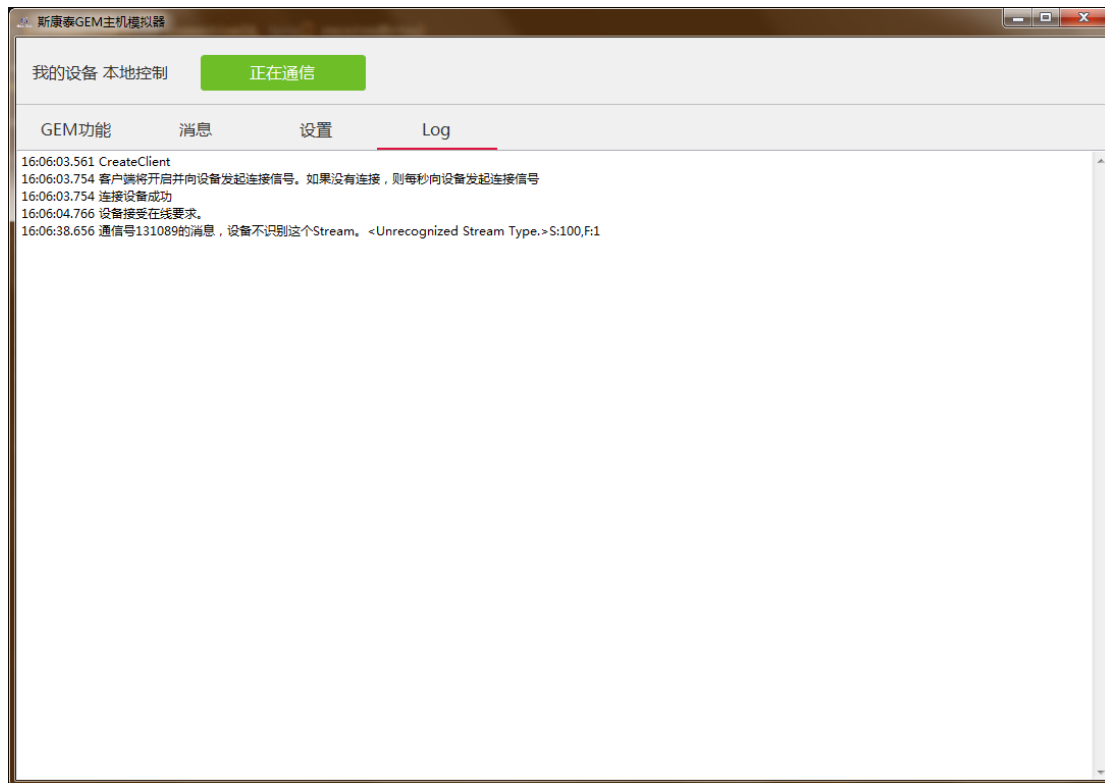 斯康泰GEM主机模拟器
我的设备 本地控制 正在通信
GEM功能 消息 设置 Log
16:06:03.561 CreateClient
16:06:03.754 客户端将开启并向设备发起连接信号。如果没有连接，则每秒向设备发起连接信号
16:06:03.754 连接设备成功
16:06:04.766 设备接受在线要求。
16:06:38.656 通信号131089的消息，设备不识别这个Stream。<Unrecognized Stream Type.>S:100,F:1